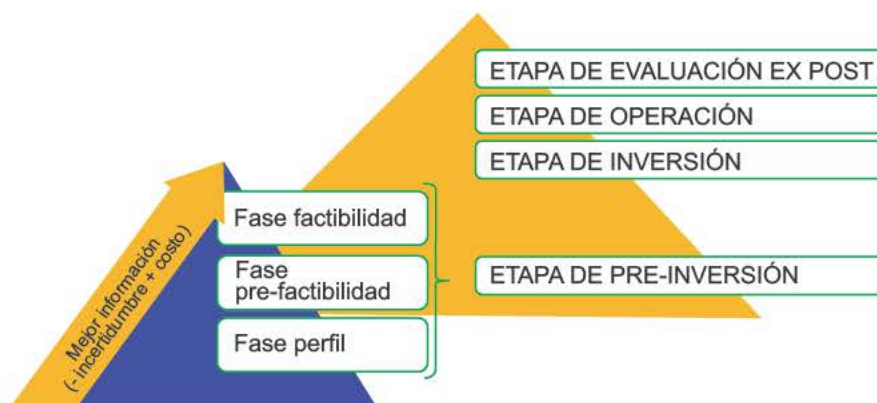 ETAPA DE EVALUACIÓN EX POST
ETAPA DE OPERACIÓN
ETAPA DE INVERSIÓN
Fase factibilidad
Fase
pre-factibilidad
Fase perfil
ETAPA DE PRE-INVERSIÓN
Mejor información
(- incertidumbre + costo)